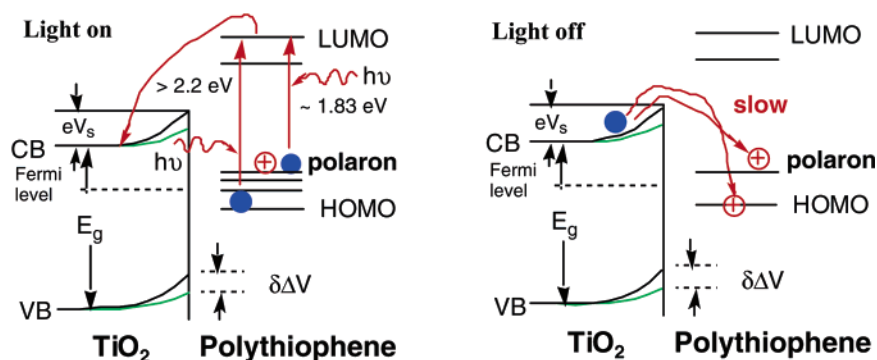 Light on
LUMO
> 2.2 eV
hυ
~ 1.83 eV
eVs
CB
hυ
polaron
Fermi
level
HOMO
Eg
δΔV
VB
TiO2 Polythiophene
Light off
LUMO
eVs
slow
CB
polaron
Fermi
level
HOMO
Eg
δΔV
VB
TiO2 Polythiophene